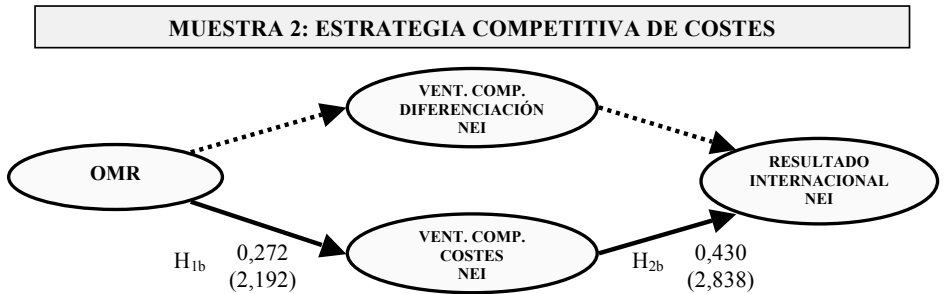 MUESTRA 2: ESTRATEGIA COMPETITIVA DE COSTES
VENT. COMP.
DIFERENCIACIÓN
NEI
OMR
RESULTADO
INTERNACIONAL
NEI
H1b 0,272
(2,192)
VENT. COMP.
COSTES
NEI
H2b 0,430
(2,838)